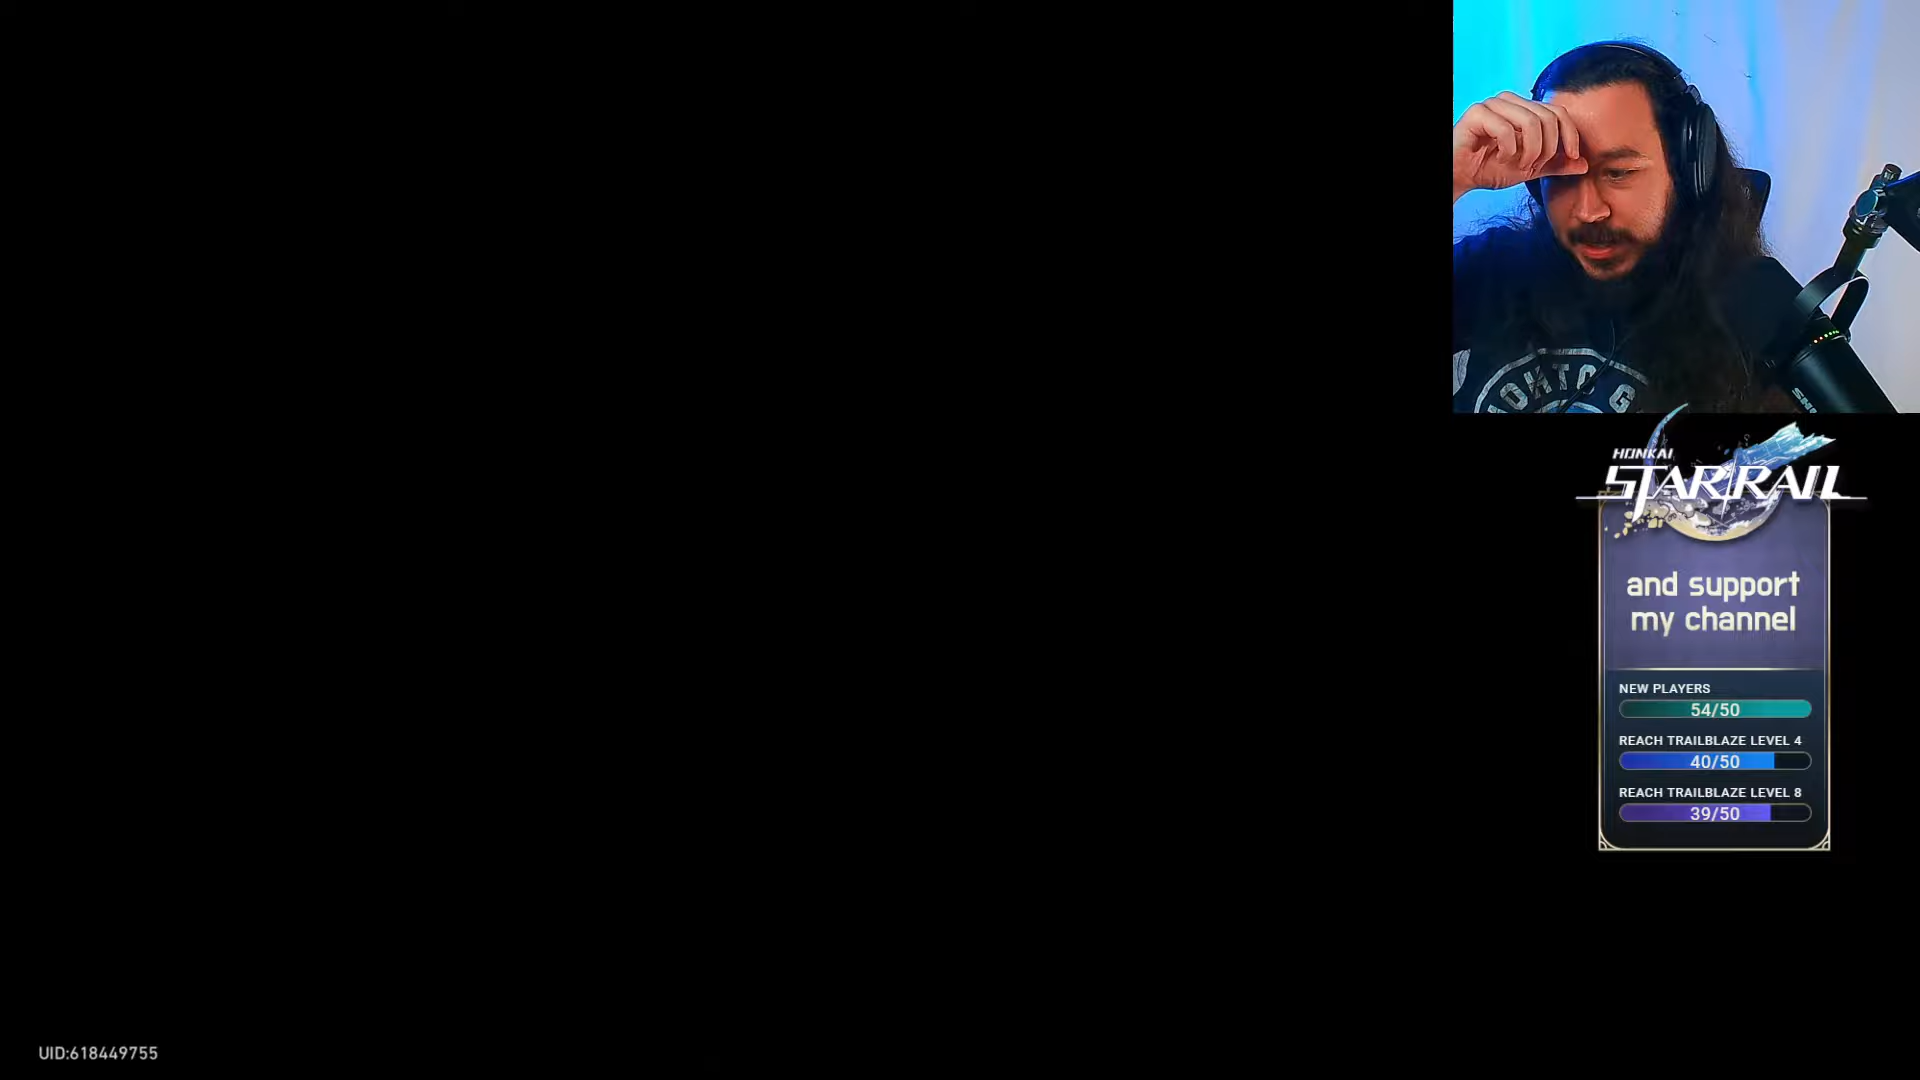 HONKAI
STAR RAIL
and support
my channel
NEW PLAYERS
54/50
REACH TRAILBLAZE LEVEL 4
40/50
REACH TRAILBLAZE LEVEL 8
39/50
UID:618449755